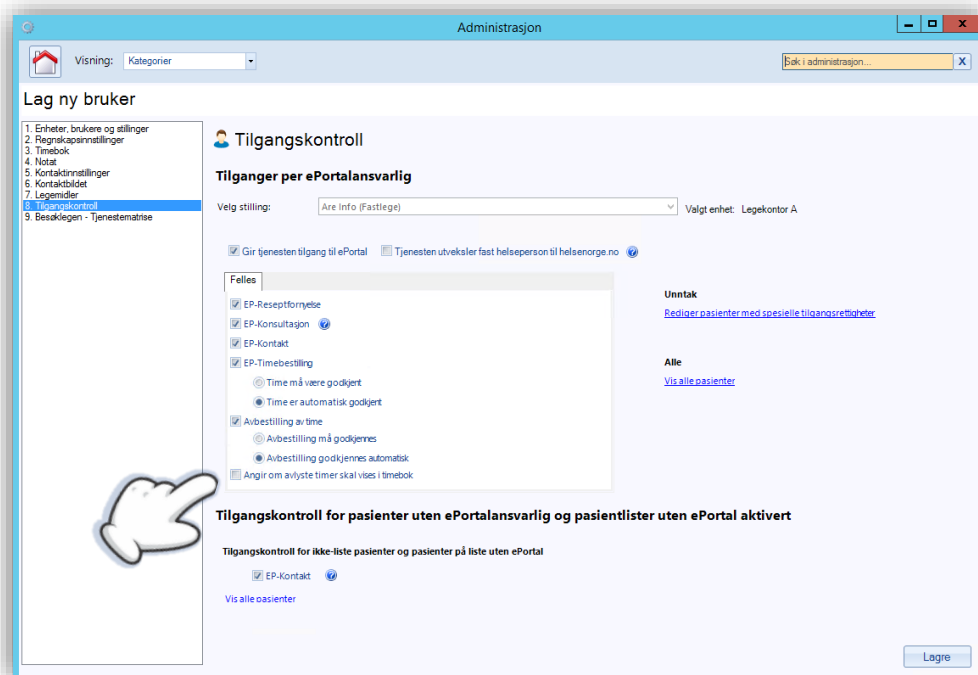 Administrasjon
Visning: Kategorier
Søk i administrasjon... X
Lag ny bruker
1. Enheter, brukere og stillinger
2. Regnskapsinnstillinger
3. Timebok
4. Notat
5. Kontaktinnstillinger
6. Kontaktbildet
7. Legemidler
8. Tilgangskontroll
9. Besøklegen - Tjenestematrise
Tilgangskontroll
Tilganger per ePortalansvarlig
Velg stilling: Are Info (Fastlege) Valgt enhet: Legekontor A
Gir tjenesten tilgang til ePortal Tjenesten utveksler fast helseperson til helsenorge.no ?
Felles
EP-Reseptfornyelse
EP-Konsultasjon ?
EP-Kontakt
EP-Timebestilling
Time må være godkjent
Time er automatisk godkjent
Avbestilling av time
Avbestilling må godkjennes
Avbestilling godkjennes automatisk
Angir om avlyste timer skal vises i timebok
Unntak
Rediger pasienter med spesielle tilgangsrettigheter
Alle
Vis alle pasienter
Tilgangskontroll for pasienter uten ePortalansvarlig og pasientlister uten ePortal aktivert
Tilgangskontroll for ikke-liste pasienter og pasienter på liste uten ePortal
EP-Kontakt ?
Vis alle pasienter
Lagre